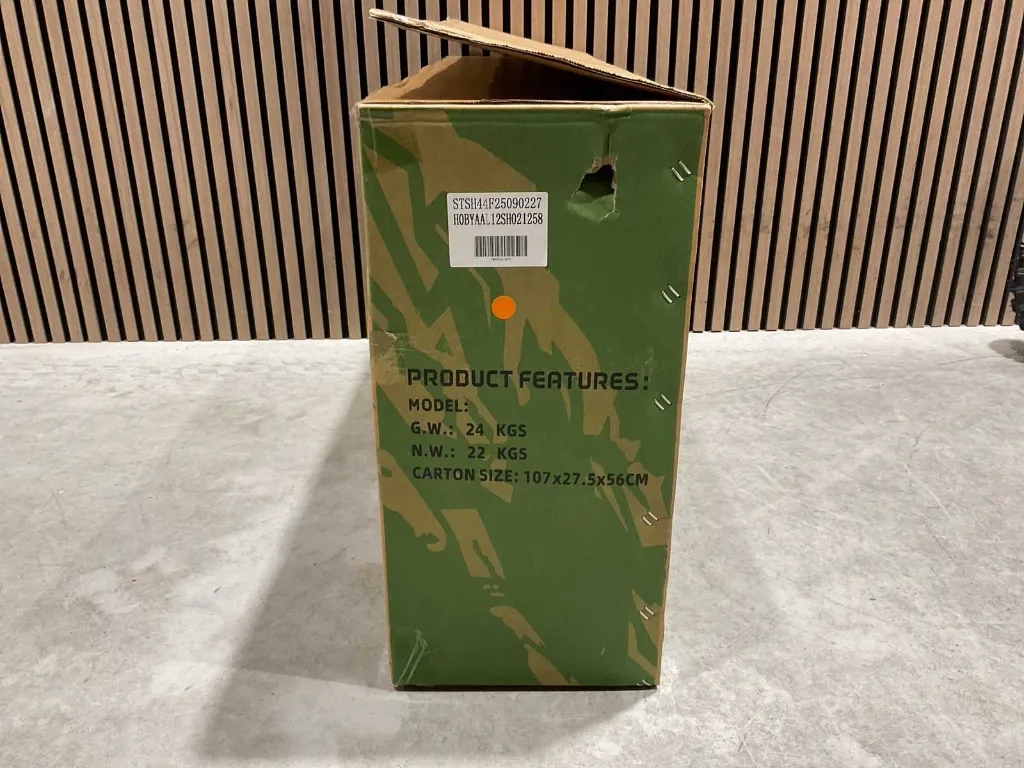 STSH44F25090227
HOBYAAL12SH021258
PRODUCT FEATURES:
MODEL:
G.W.: 24 KGS
N.W.: 22 KGS
CARTON SIZE: 107x27.5x56CM